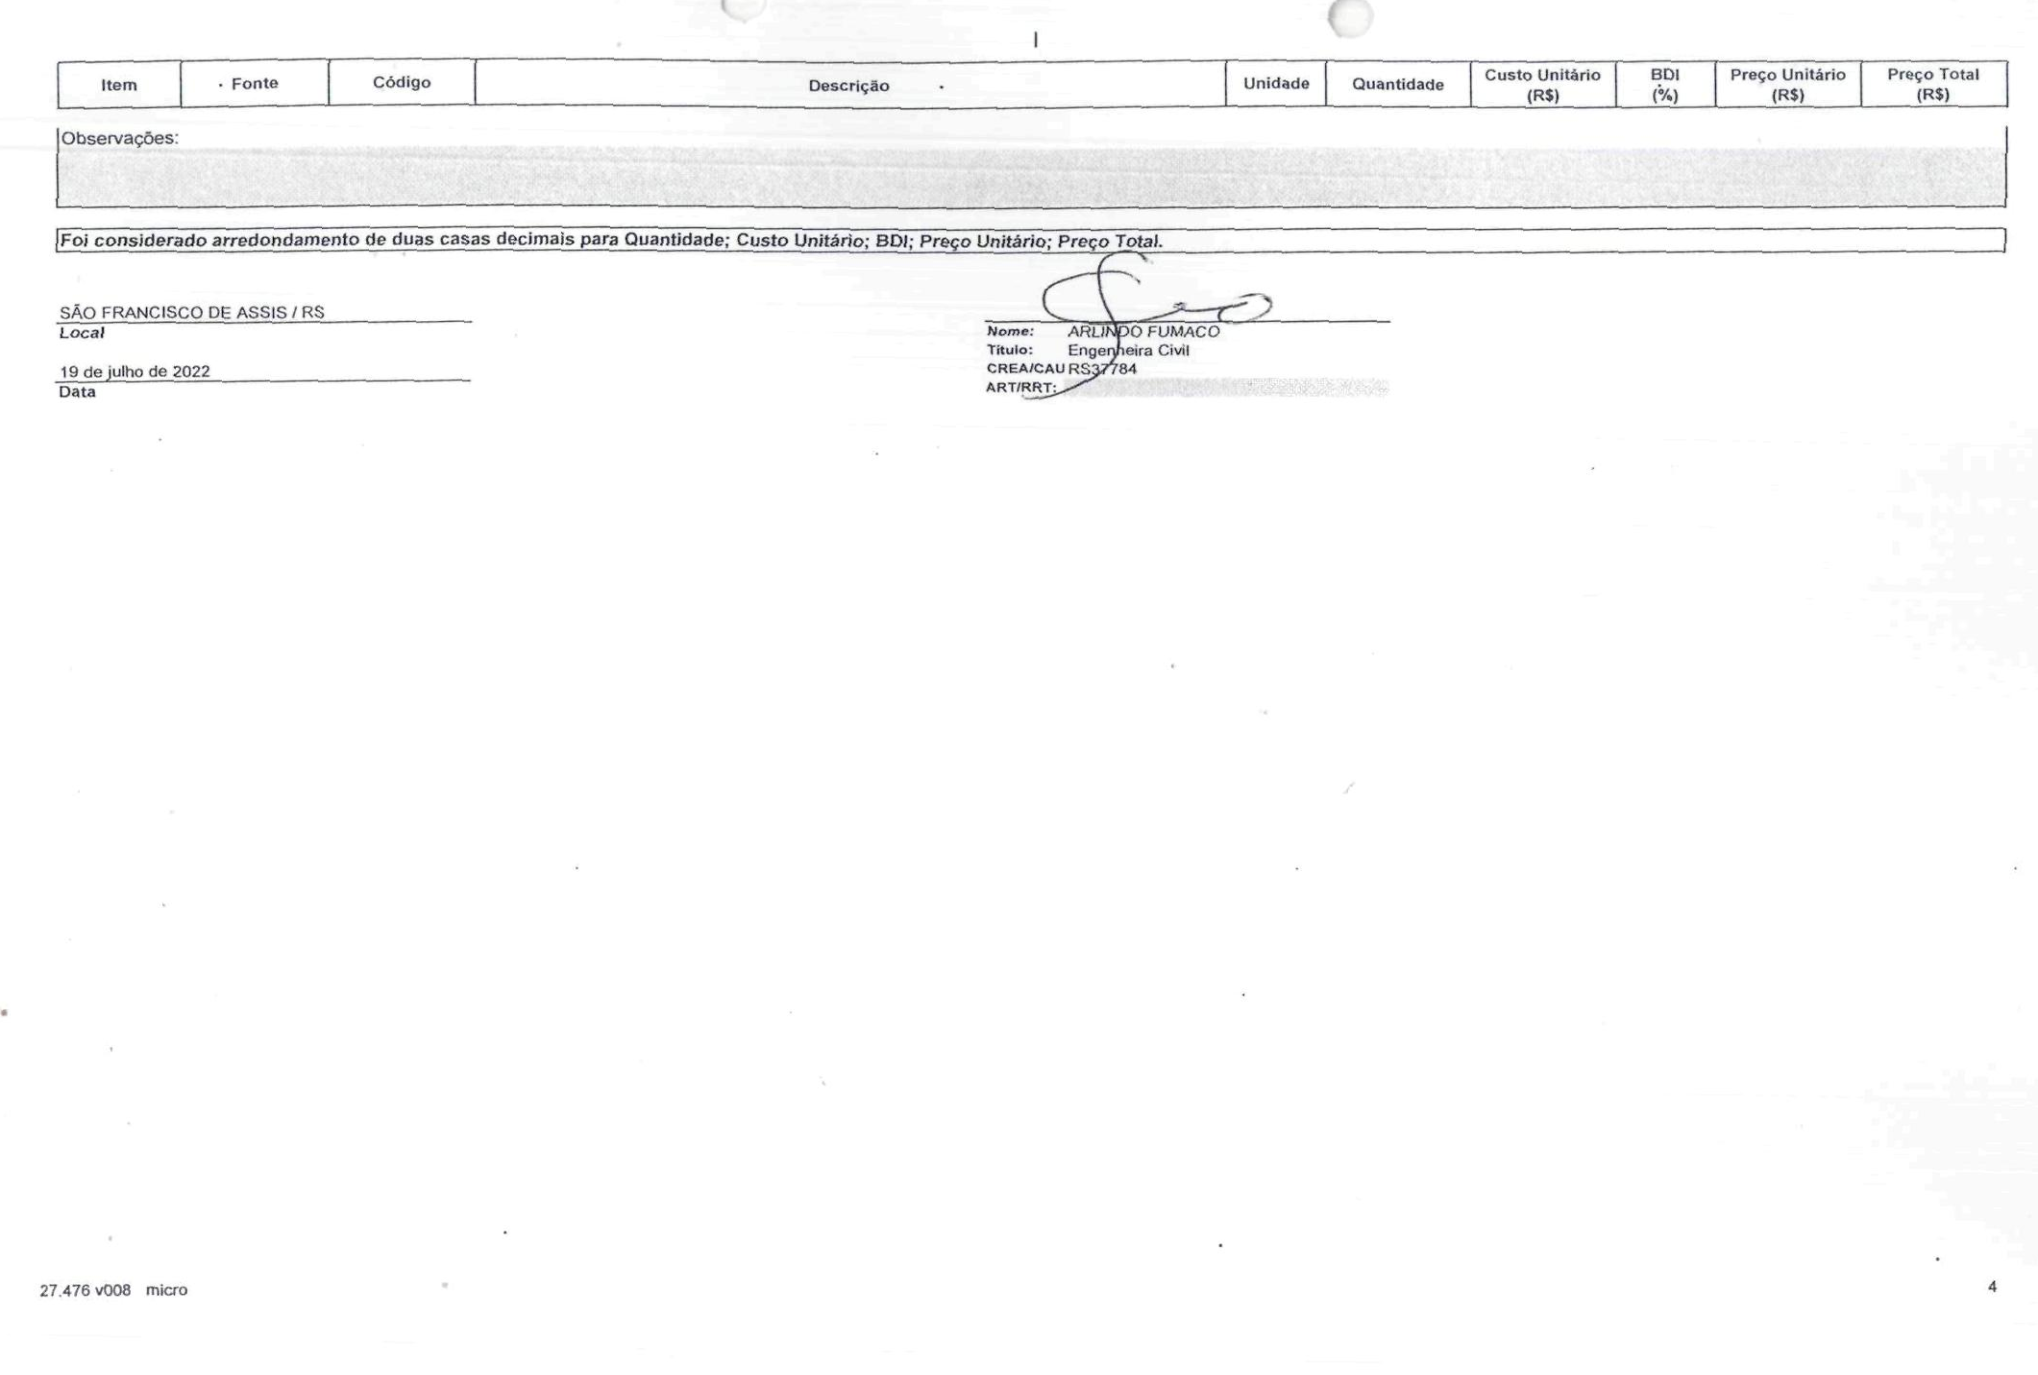 Item Fonte Código Descrição Unidade Quantidade Custo Unitário (R$) BDI (%) Preço Unitário (R$) Preço Total (R$)
Observações:
Foi considerado arredondamento de duas casas decimais para Quantidade; Custo Unitário; BDI; Preço Unitário; Preço Total.
SÃO FRANCISCO DE ASSIS / RS
Local
19 de julho de 2022
Data
Nome: ARLINDO FUMACO
Título: Engenheira Civil
CREA/CAU RS37784
ART/RRT:
27.476 v008 micro
4